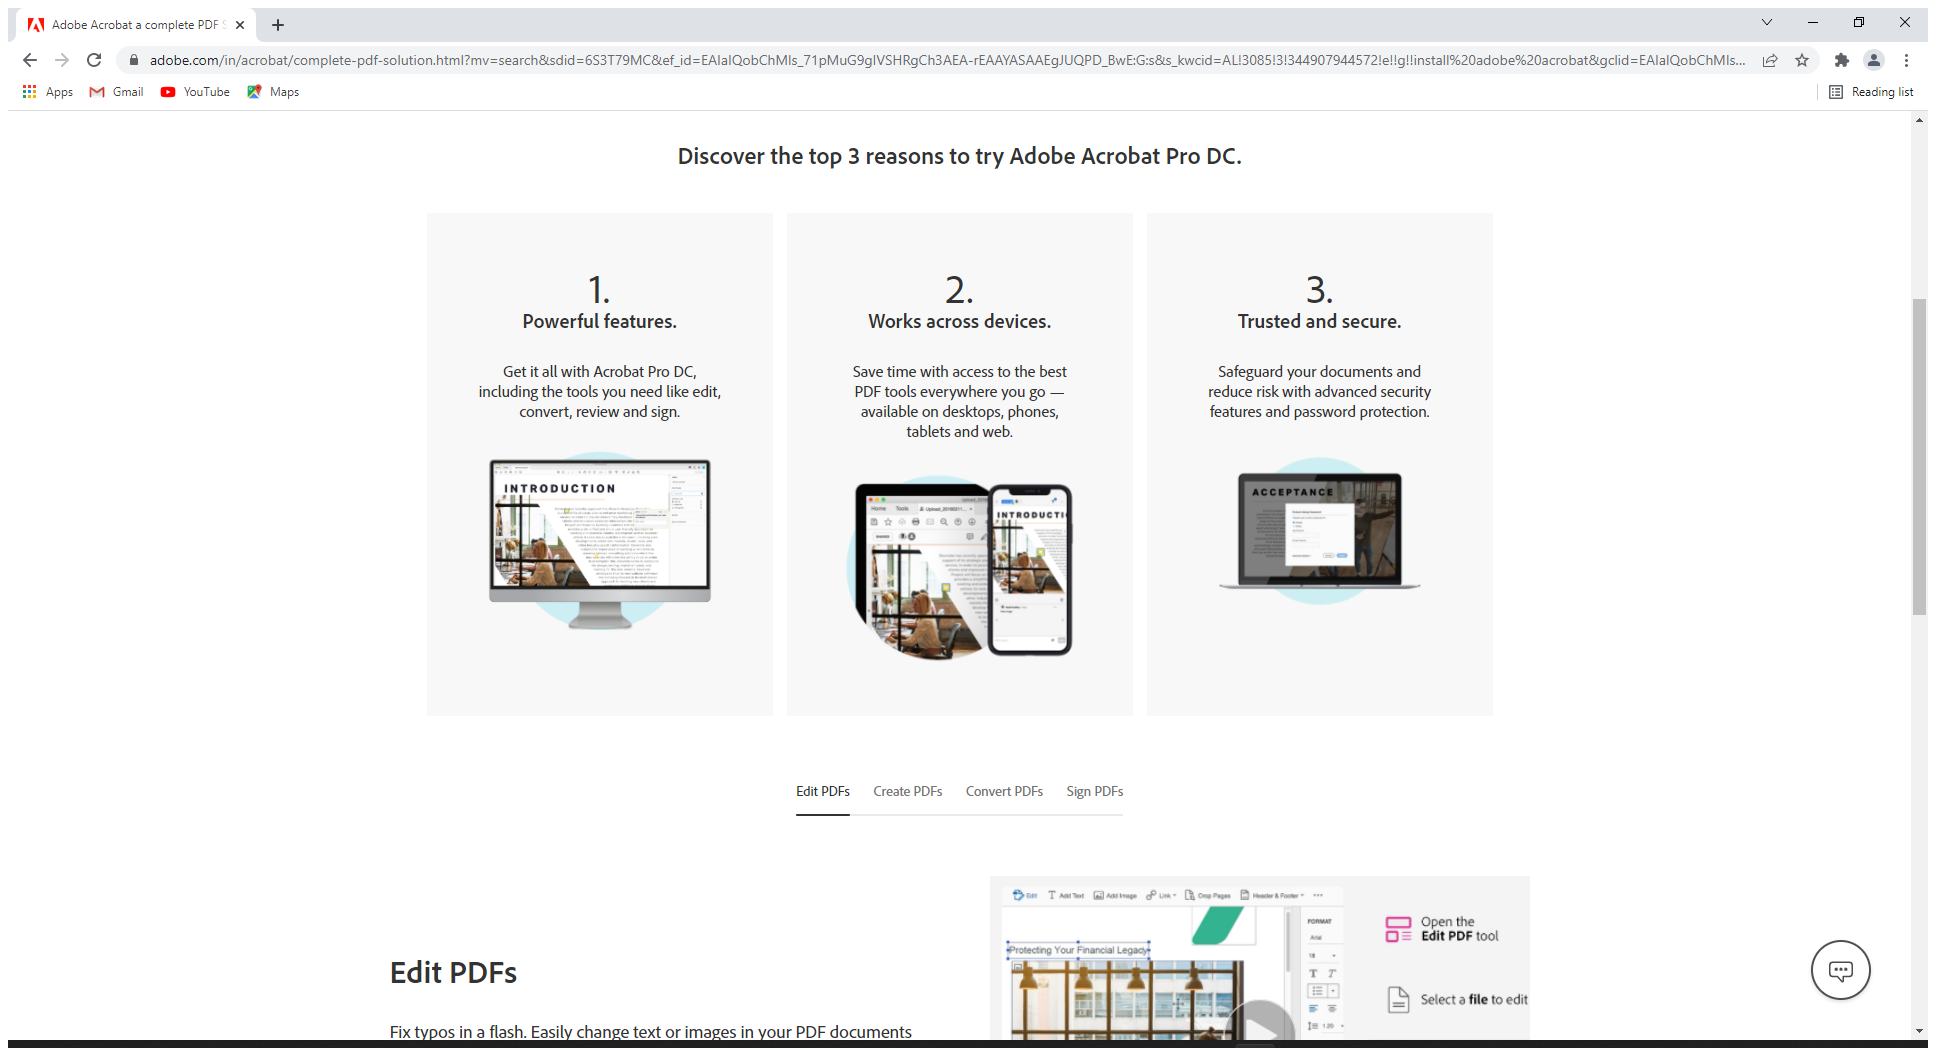 Adobe Acrobat a complete PDF S
adobe.com/in/acrobat/complete-pdf-solution.html?mv=search&sdid=6S3T79MC&ef_id=EAIaIQobChMIs_71pMuG9gIVSHRgCh3AEA-rEAAYASAAEgJUQPD_BwE:G:s&s_kwcid=AL!3085!3!344907944572!e!!g!!install%20adobe%20acrobat&gclid=EAIaIQobChMIs...
Apps Gmail YouTube Maps Reading list
Discover the top 3 reasons to try Adobe Acrobat Pro DC.
1.
Powerful features.
Get it all with Acrobat Pro DC,
including the tools you need like edit,
convert, review and sign.
INTRODUCTION
2.
Works across devices.
Save time with access to the best
PDF tools everywhere you go —
available on desktops, phones,
tablets and web.
Home Tools
INTRODUCTI
3.
Trusted and secure.
Safeguard your documents and
reduce risk with advanced security
features and password protection.
ACCEPTANCE
Edit PDFs Create PDFs Convert PDFs Sign PDFs
Edit PDFs
Fix typos in a flash. Easily change text or images in your PDF documents
Edit Add Text Add Image Link Crop Pages Header & Footer
Protecting Your Financial Legacy
FORMAT
Arial
18
1.20
Open the
Edit PDF tool
Select a file to edit